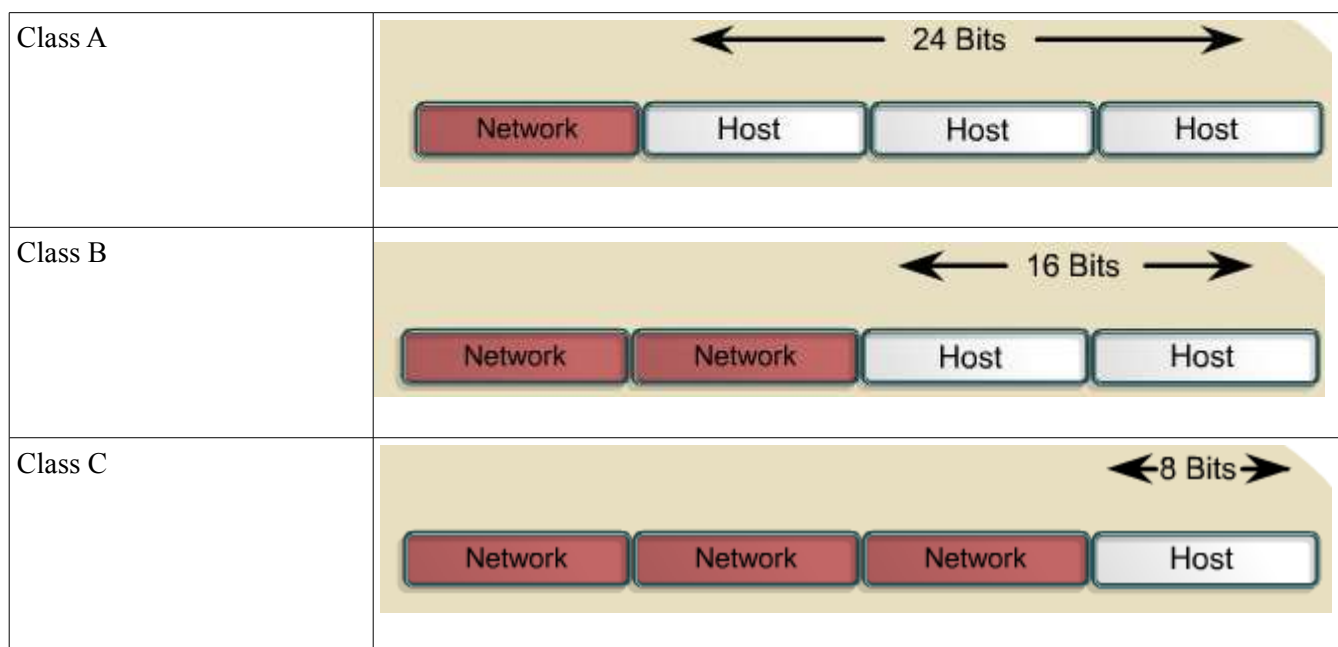 Class A
24 Bits
Network Host Host Host
Class B
16 Bits
Network Network Host Host
Class C
8 Bits
Network Network Network Host